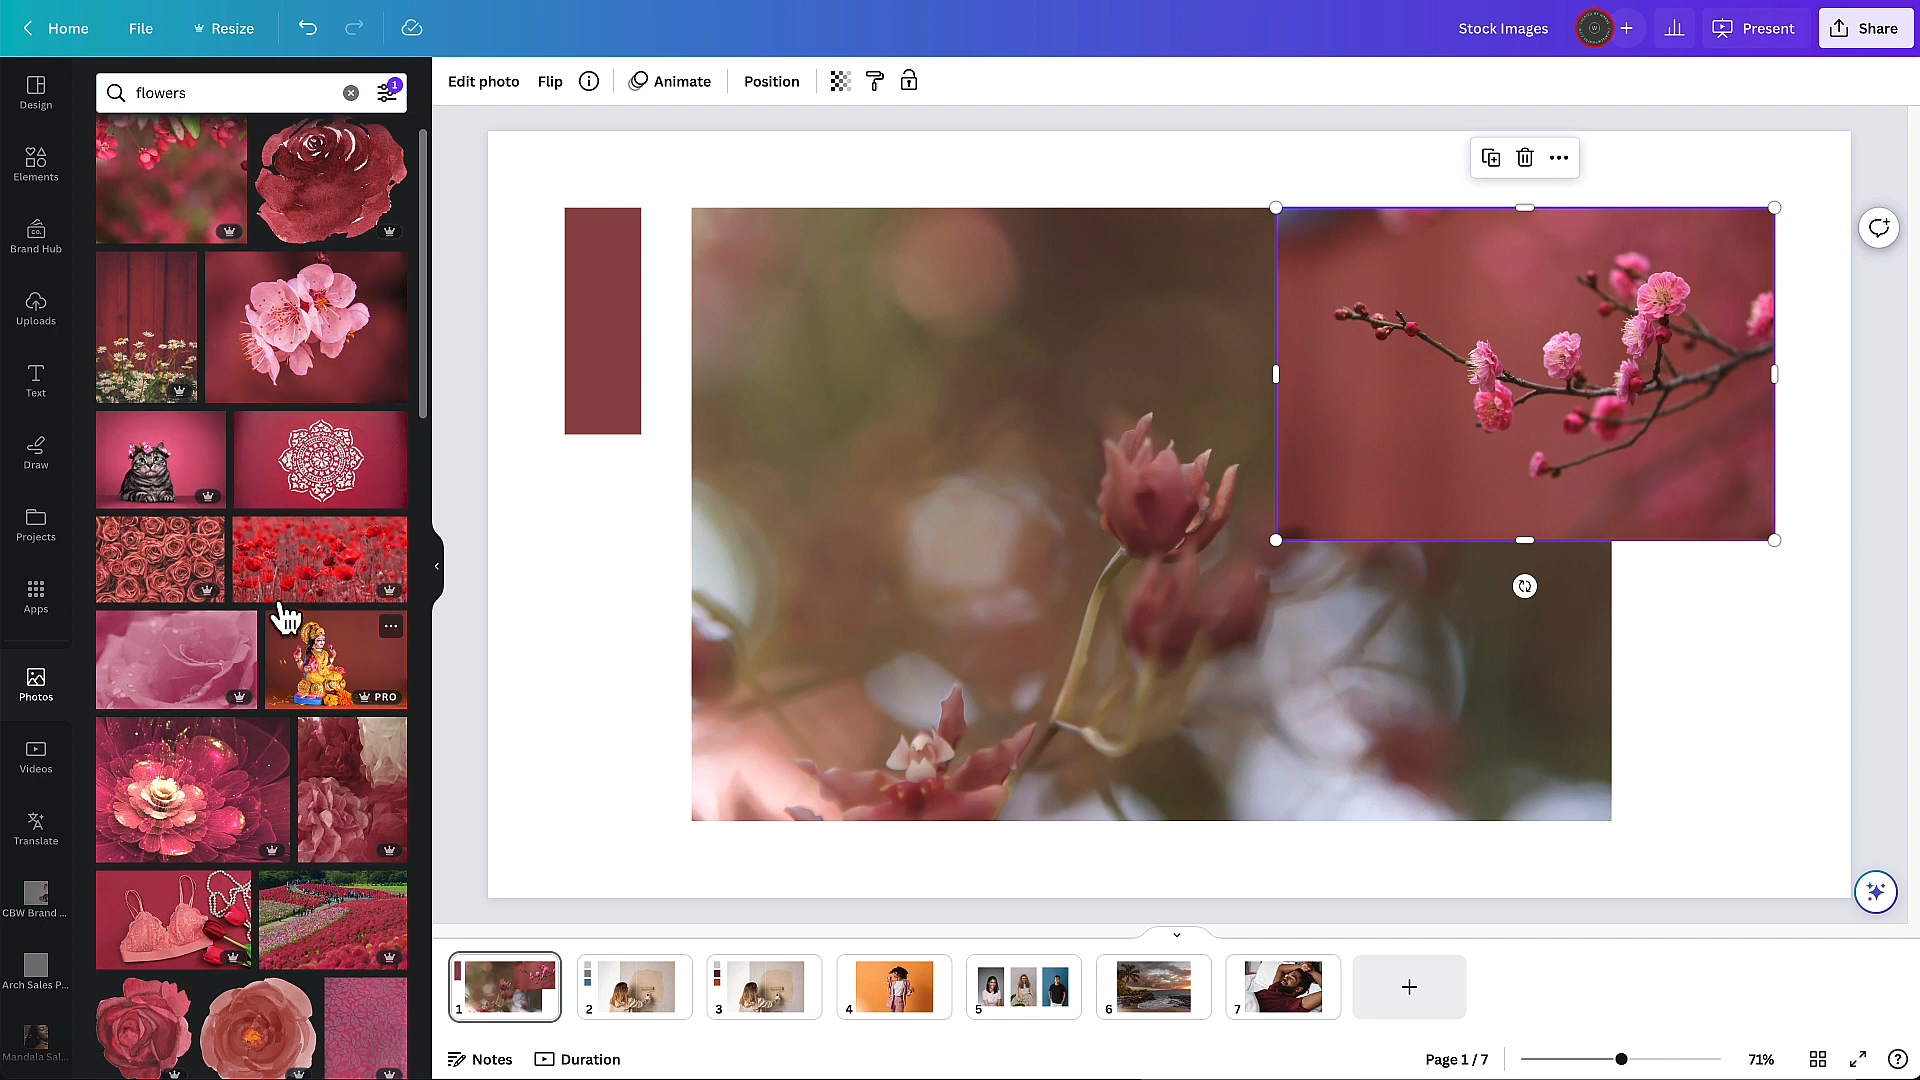 Home
File
Resize
Stock Images
Present
Share
Design
Elements
Brand Hub
CO.
Uploads
Text
Draw
Projects
Apps
Photos
Videos
Translate
CBW Brand ...
Arch Sales P...
Mandala Sal...
flowers
1
PRO
Edit photo
Flip
Animate
Position
1
2
3
4
5
6
7
Notes
Duration
Page 1 / 7
71%